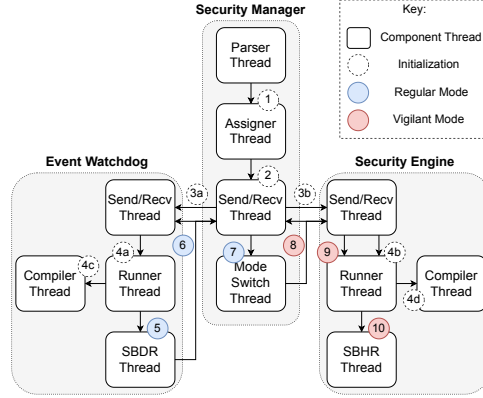 Security Manager
Key:
Component Thread
Initialization
Regular Mode
Vigilant Mode
Parser
Thread
1
Assigner
Thread
2
Event Watchdog
Security Engine
Send/Recv
Thread
3a
Send/Recv
Thread
3b
Send/Recv
Thread
6
7
8
9
4a
4b
4c
4d
Compiler
Thread
Runner
Thread
Mode
Switch
Thread
Runner
Thread
Compiler
Thread
5
SBDR
Thread
10
SBHR
Thread